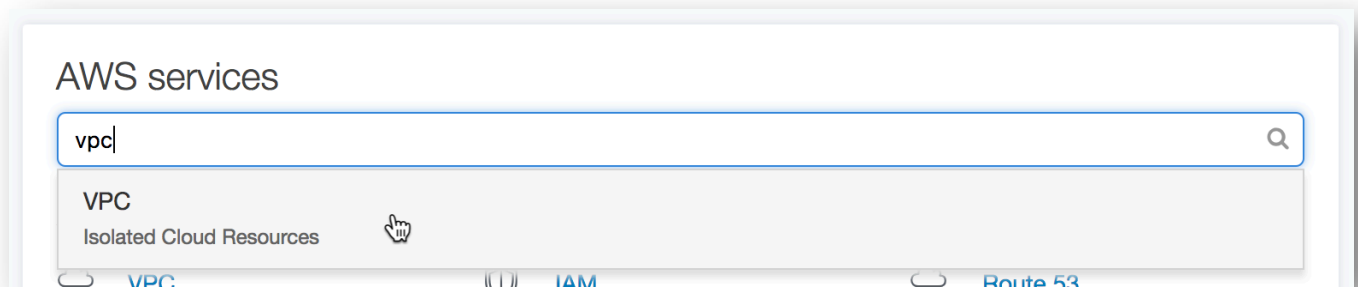 AWS services
vpc
VPC
Isolated Cloud Resources
VPC IAM Route 53